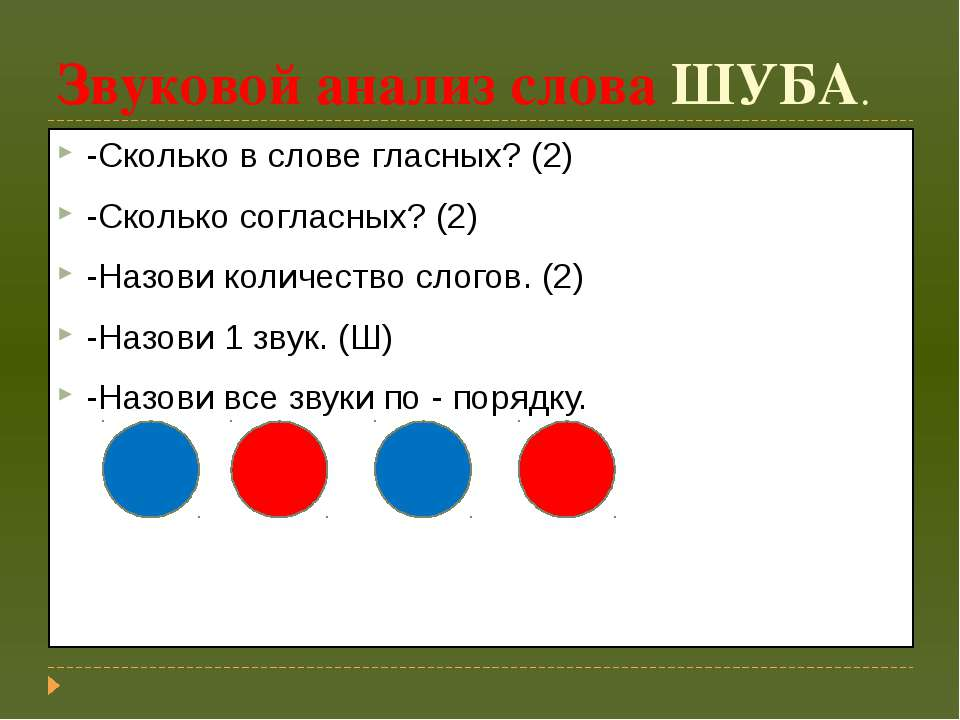 Звуковой анализ слова ШУБА.
-Сколько в слове гласных? (2)
-Сколько согласных? (2)
-Назови количество слогов. (2)
-Назови 1 звук. (Ш)
-Назови все звуки по - порядку.